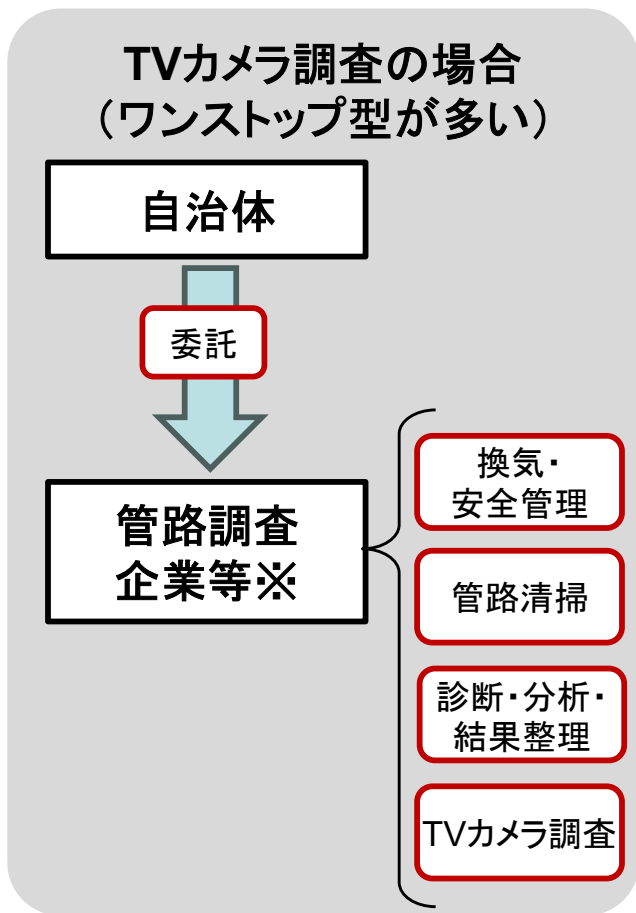 TVカメラ調査の場合
（ワンストップ型が多い）
自治体
委託
管路調査
企業等※
換気・
安全管理
管路清掃
診断・分析・
結果整理
TVカメラ調査